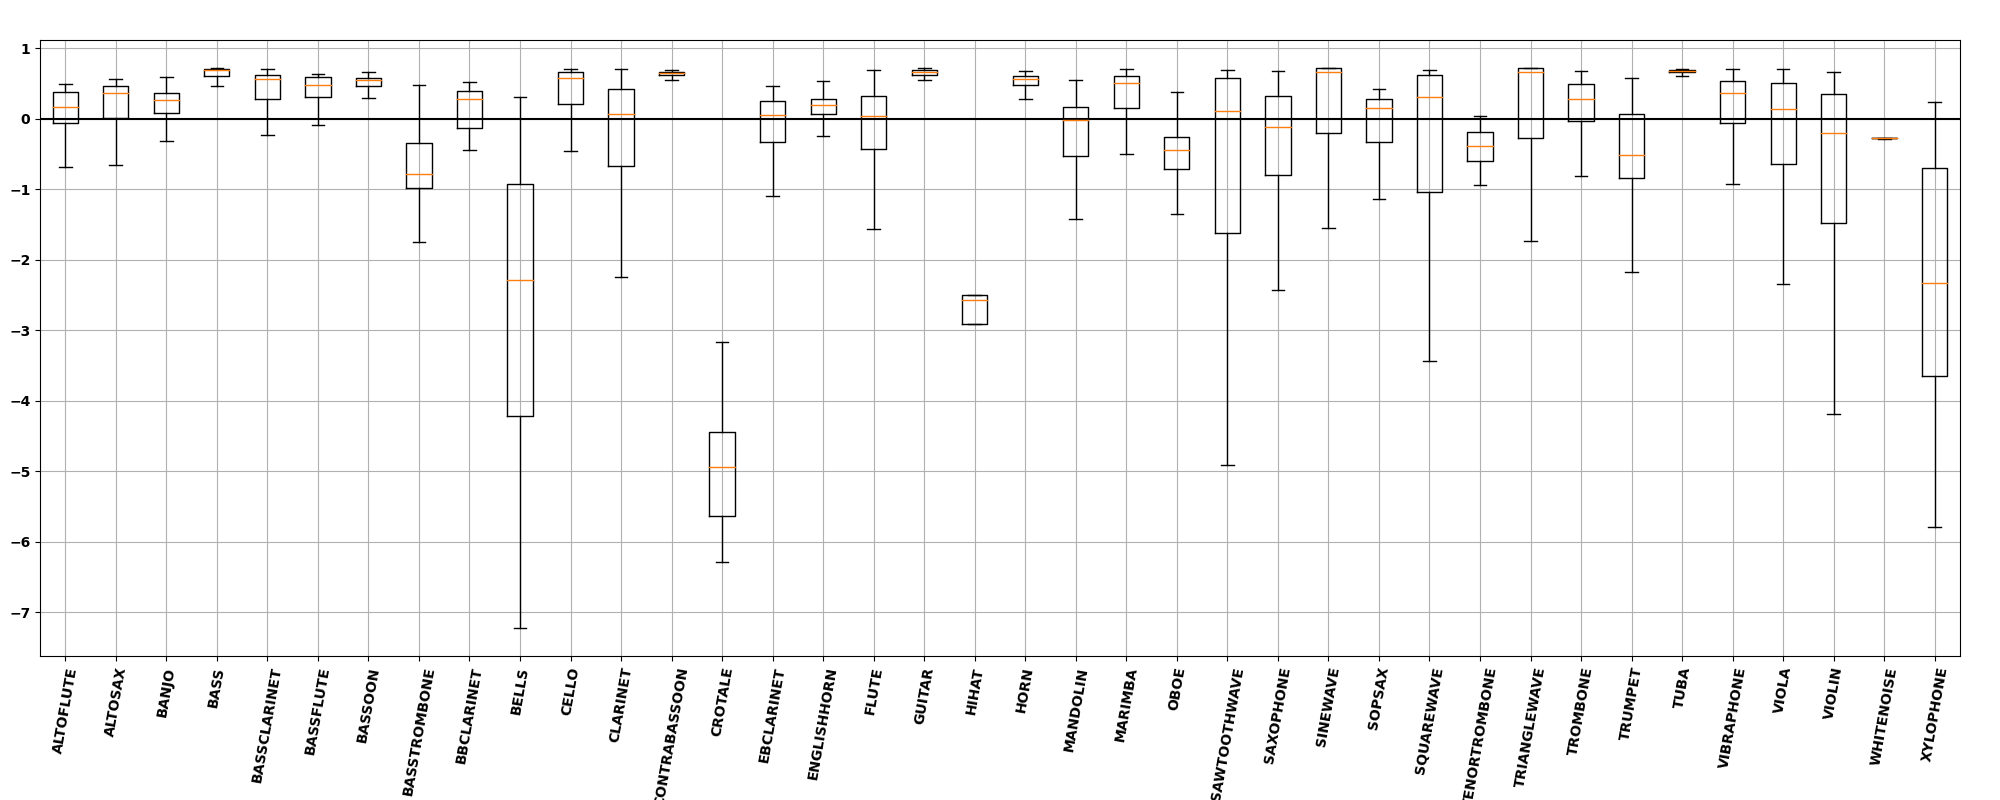 1
0
−1
−2
−3
−4
−5
−6
−7
ALTOFLUTE
ALTOSAX
BANJO
BASS
BASSCLARINET
BASSFLUTE
BASSOON
BASSTROMBONE
BBCLARINET
BELLS
CELLO
CLARINET
CONTRABASSOON
CROTALE
EBCLARINET
ENGLISHHORN
FLUTE
GUITAR
HIHAT
HORN
MANDOLIN
MARIMBA
OBOE
SAWTOOTHWAVE
SAXOPHONE
SINEWAVE
SOPSAX
SQUAREWAVE
TENORTROMBONE
TRIANGLEWAVE
TROMBONE
TRUMPET
TUBA
VIBRAPHONE
VIOLA
VIOLIN
WHITENOISE
XYLOPHONE